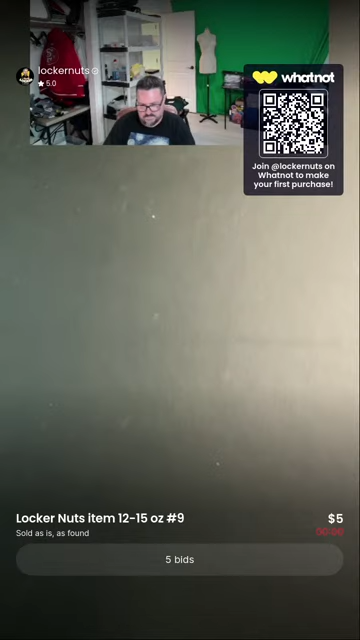 lockernuts
5.0
whatnot
Join @lockernuts on
Whatnot to make
your first purchase!
Locker Nuts item 12-15 oz #9
$5
Sold as is, as found
5 bids